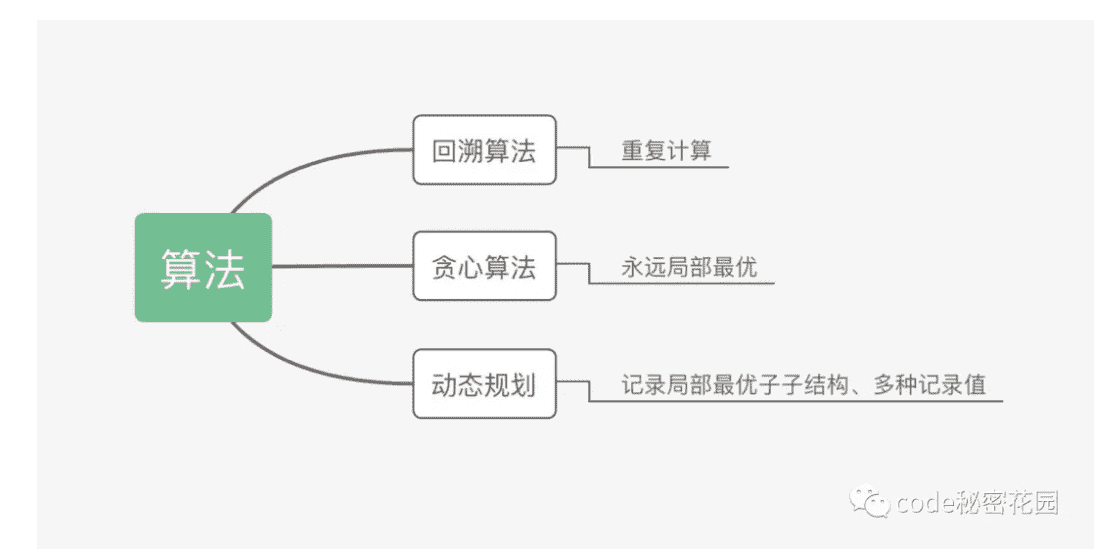 算法
回溯算法
重复计算
贪心算法
永远局部最优
动态规划
记录局部最优子子结构、多种记录值
code秘密花园